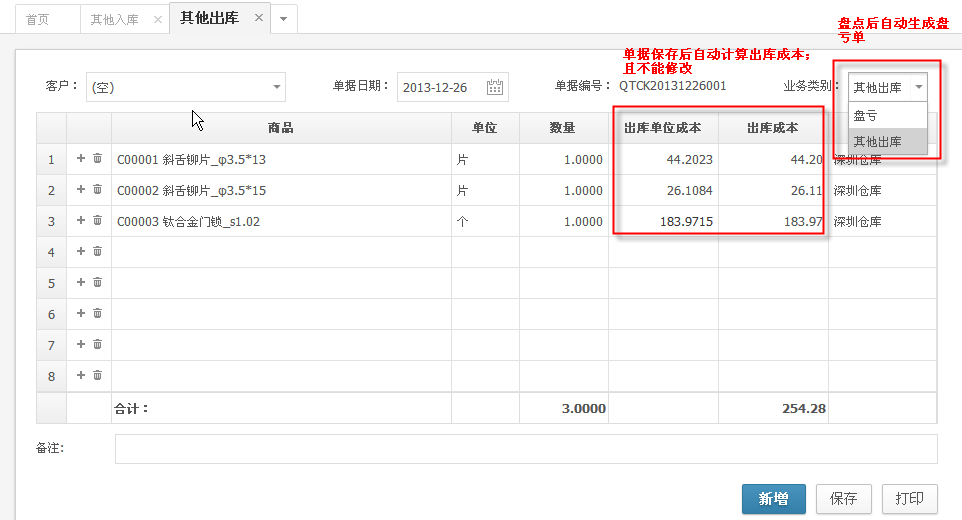 首页 其他入库 × 其他出库 ×
盘点后自动生成盘
亏单
单据保存后自动计算出库成本；
且不能修改
客户： (空) 单据日期： 2013-12-26 单据编号： QTCK20131226001 业务类别： 其他出库
盘亏
其他出库
商品 单位 数量 出库单位成本 出库成本
1 C00001 斜舌铆片_φ3.5*13 片 1.0000 44.2023 44.20 深圳仓库
2 C00002 斜舌铆片_φ3.5*15 片 1.0000 26.1084 26.11 深圳仓库
3 C00003 钛合金门锁_s1.02 个 1.0000 183.9715 183.97 深圳仓库
4
5
6
7
8
合计： 3.0000 254.28
备注:
新增 保存 打印